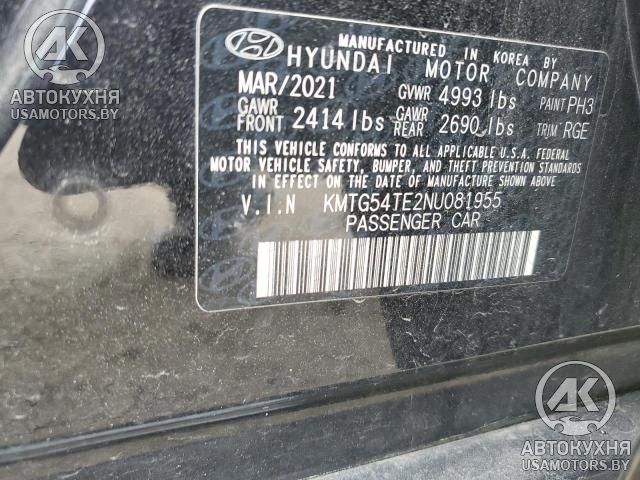 MANUFACTURED IN KOREA BY
HYUNDAI MOTOR COMPANY
MAR/2021 GVWR 4993 lbs PAINT PH3
GAWR FRONT 2414 lbs GAWR REAR 2690 lbs TRIM RGE
THIS VEHICLE CONFORMS TO ALL APPLICABLE U.S.A. FEDERAL
MOTOR VEHICLE SAFETY, BUMPER, AND THEFT PREVENTION STANDARDS
IN EFFECT ON THE DATE OF MANUFACTURE SHOWN ABOVE
V.I.N KMTG54TE2NU081955
PASSENGER CAR
АК
АВТОКУХНЯ
USAMOTORS.BY
АК
АВТОКУХНЯ
USAMOTORS.BY